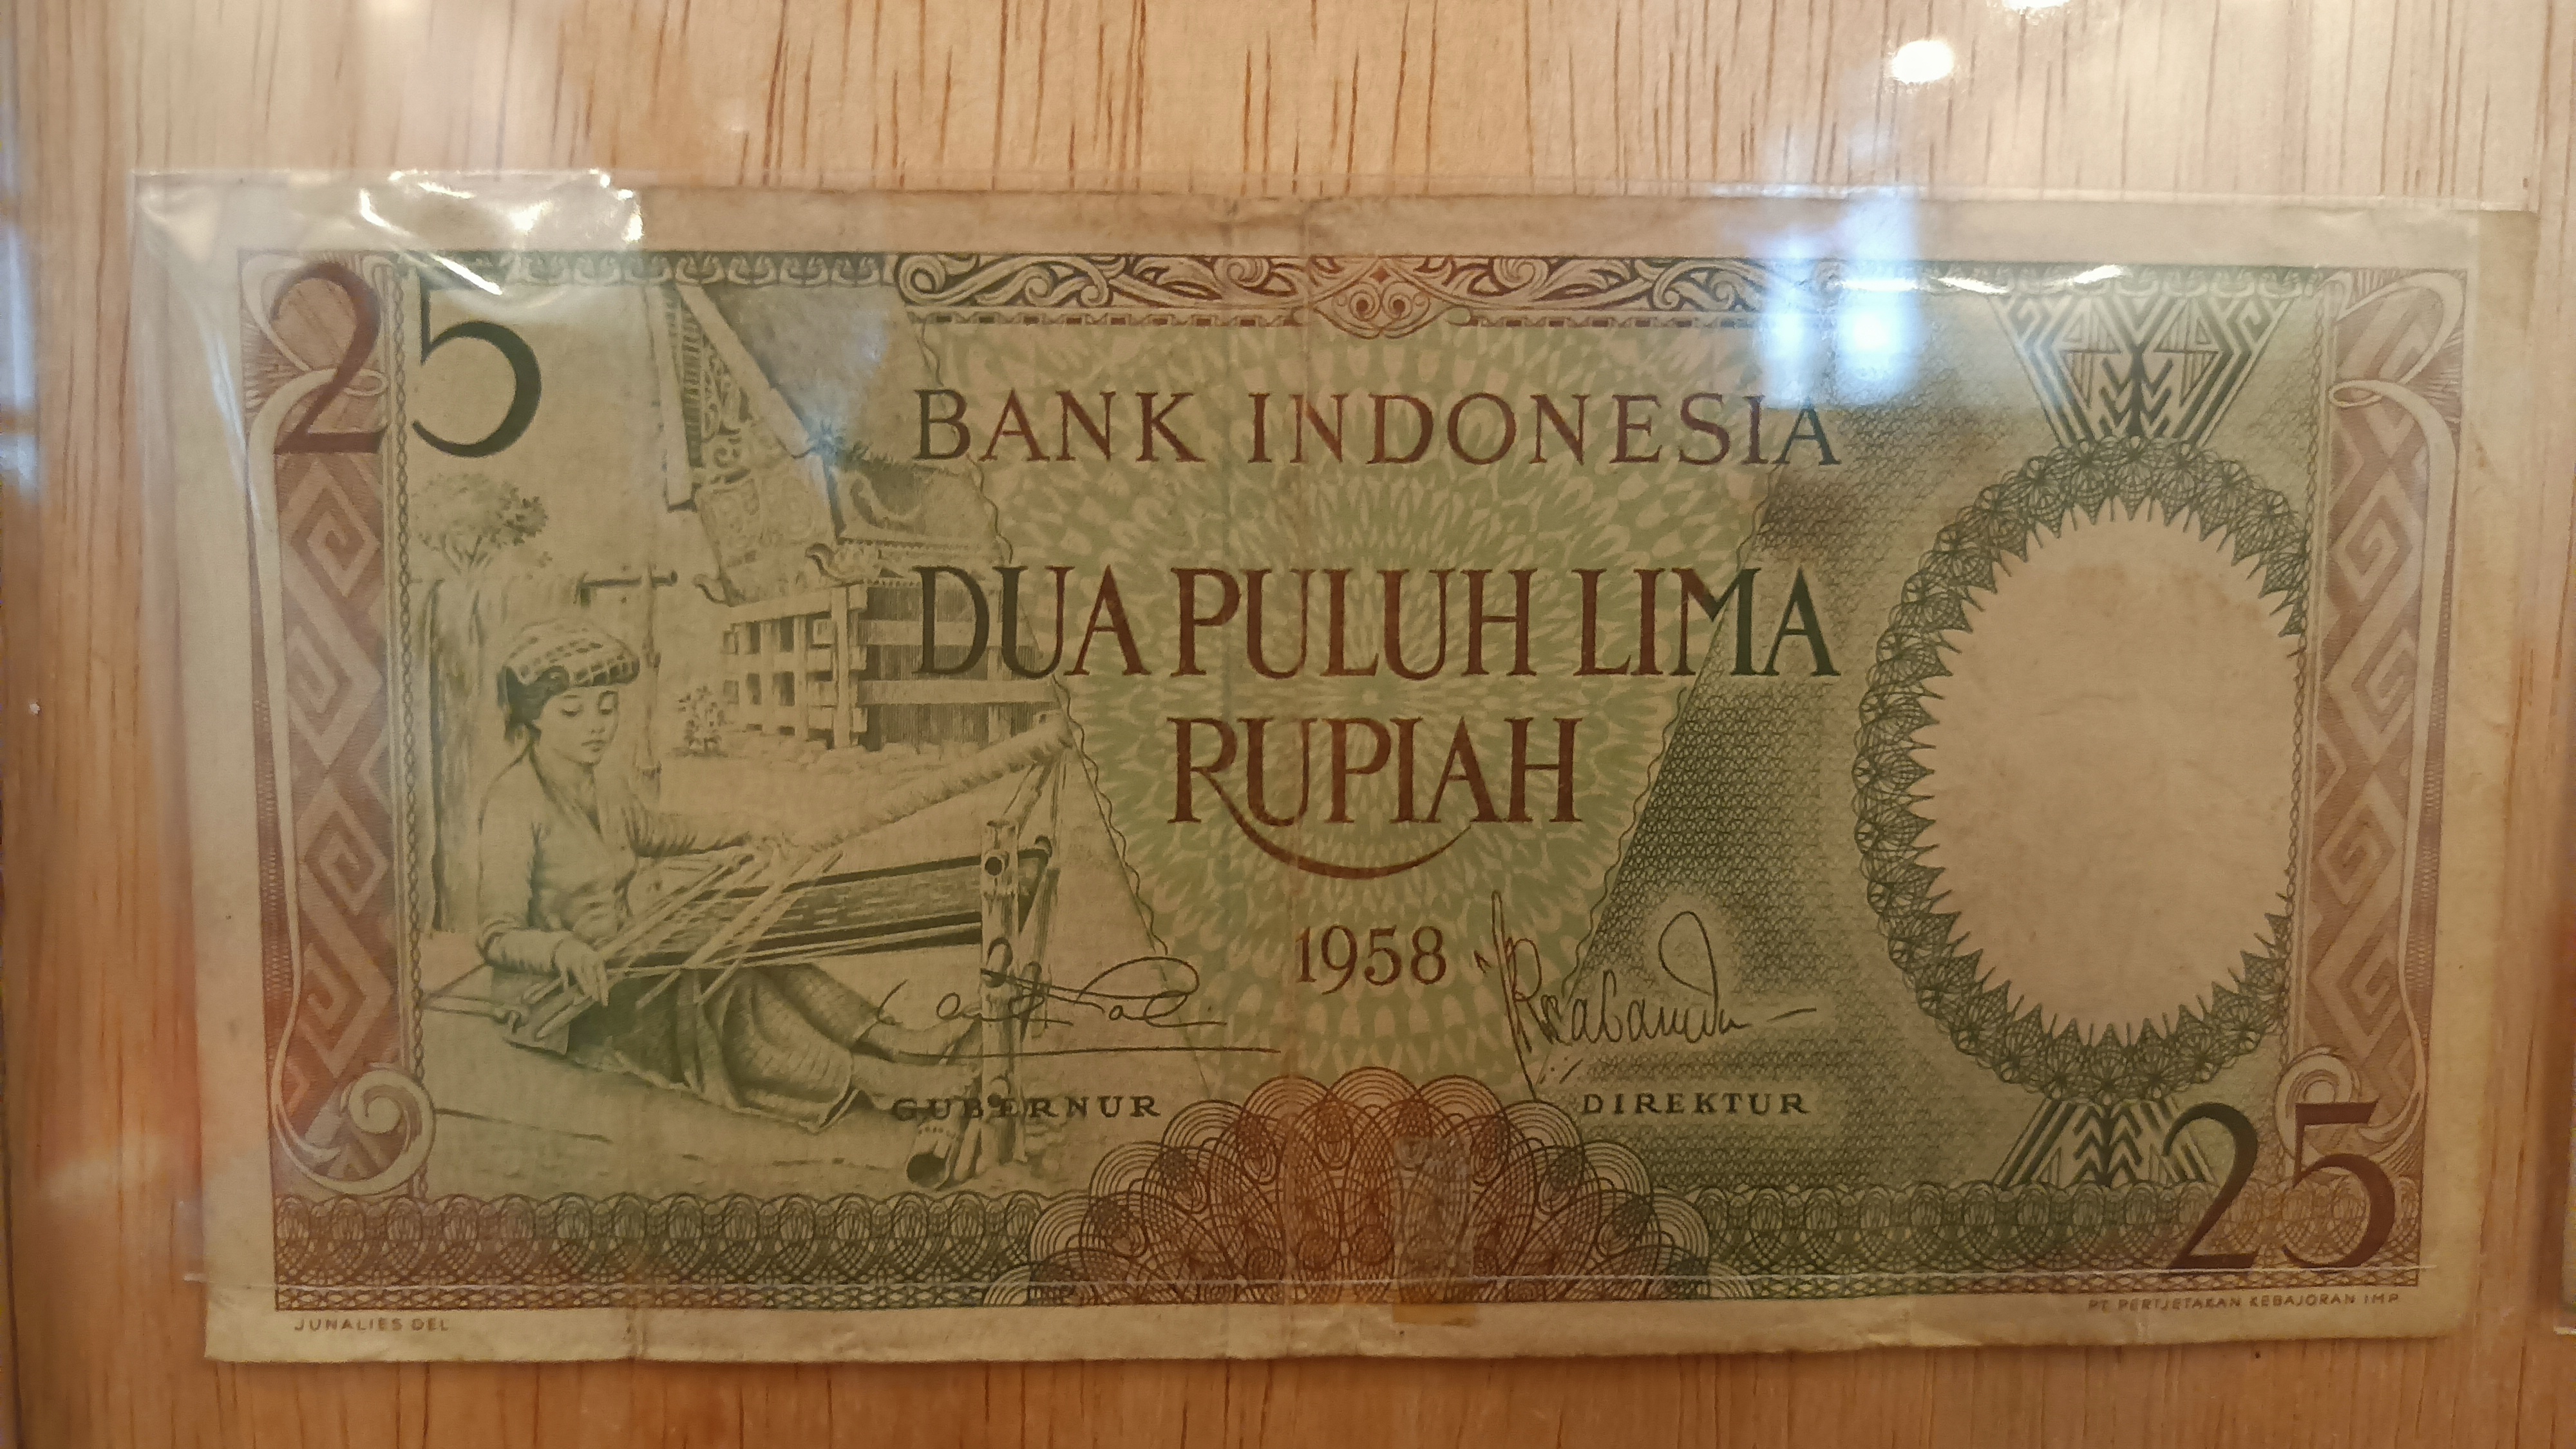 25
BANK INDONESIA
DUA PULUH LIMA
RUPIAH
1958
GUBERNUR
DIREKTUR
25
JUNALIES DEL
PT. PERTJETAKAN KEBAJORAN IMP